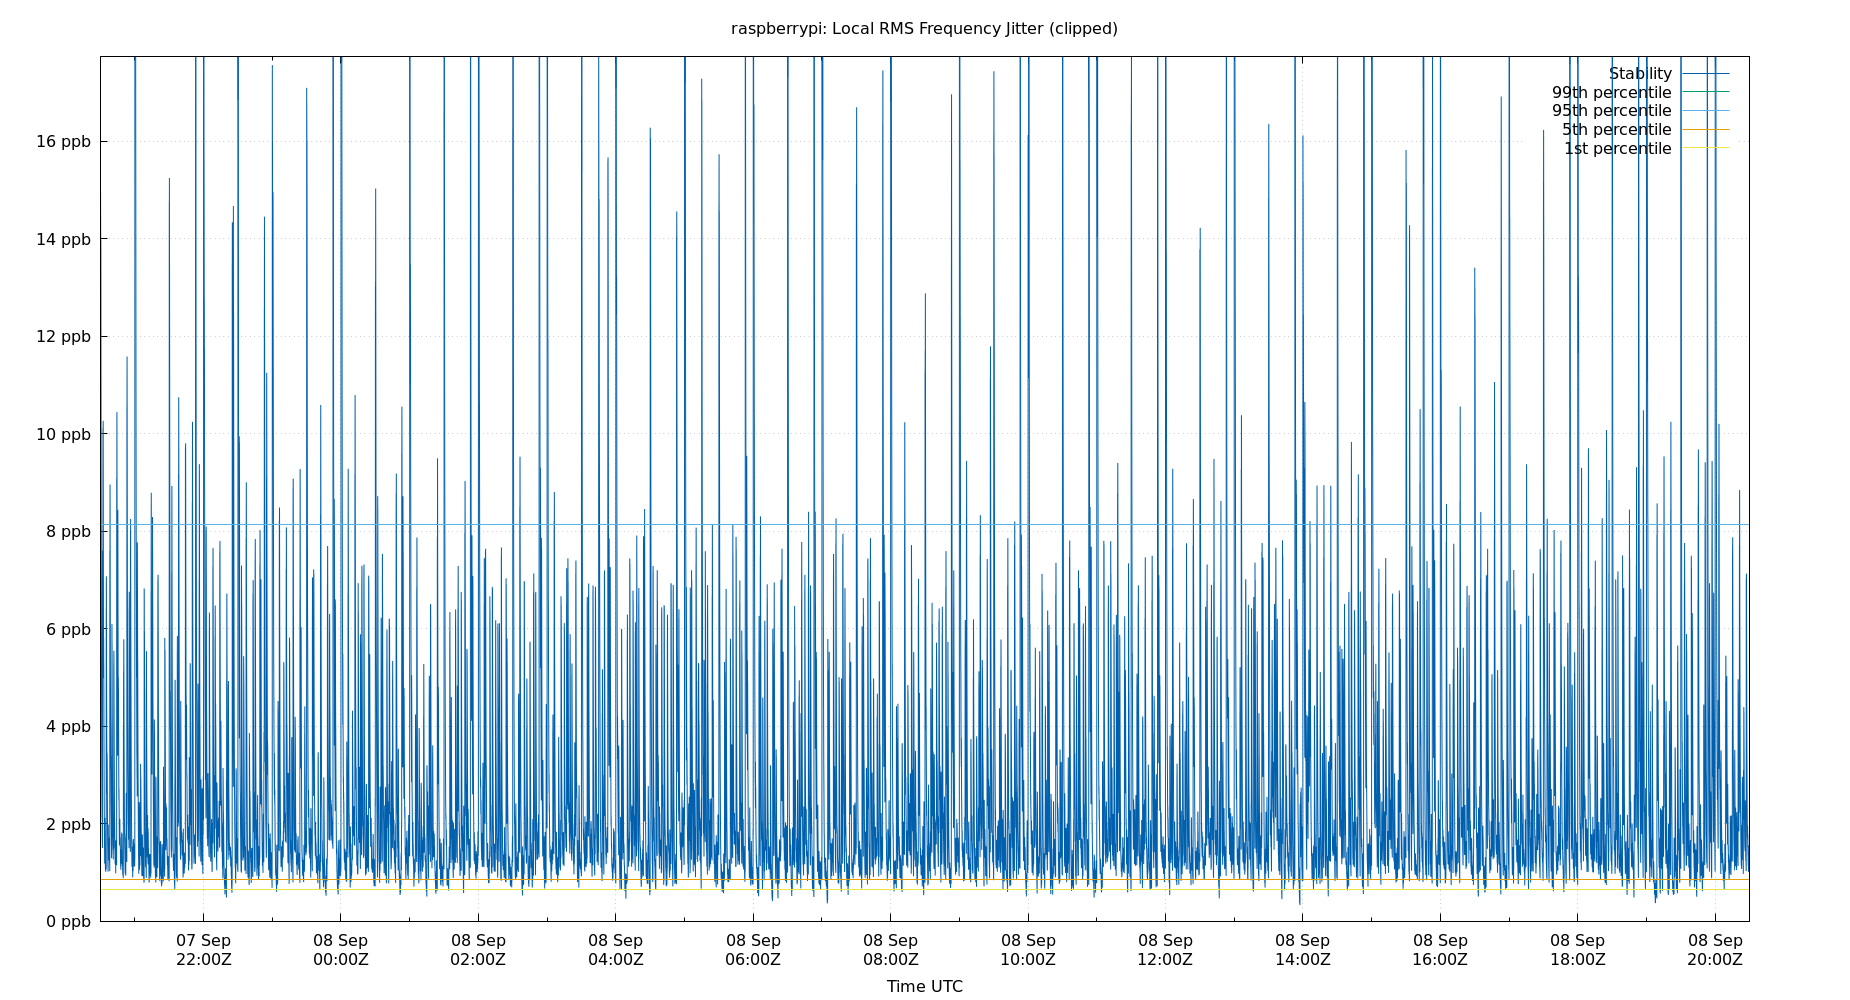 raspberrypi: Local RMS Frequency Jitter (clipped)
Stability
99th percentile
95th percentile
5th percentile
1st percentile
16 ppb
14 ppb
12 ppb
10 ppb
8 ppb
6 ppb
4 ppb
2 ppb
0 ppb
07 Sep 08 Sep 08 Sep 08 Sep 08 Sep 08 Sep 08 Sep 08 Sep 08 Sep 08 Sep 08 Sep 08 Sep
22:00Z 00:00Z 02:00Z 04:00Z 06:00Z 08:00Z 10:00Z 12:00Z 14:00Z 16:00Z 18:00Z 20:00Z
Time UTC